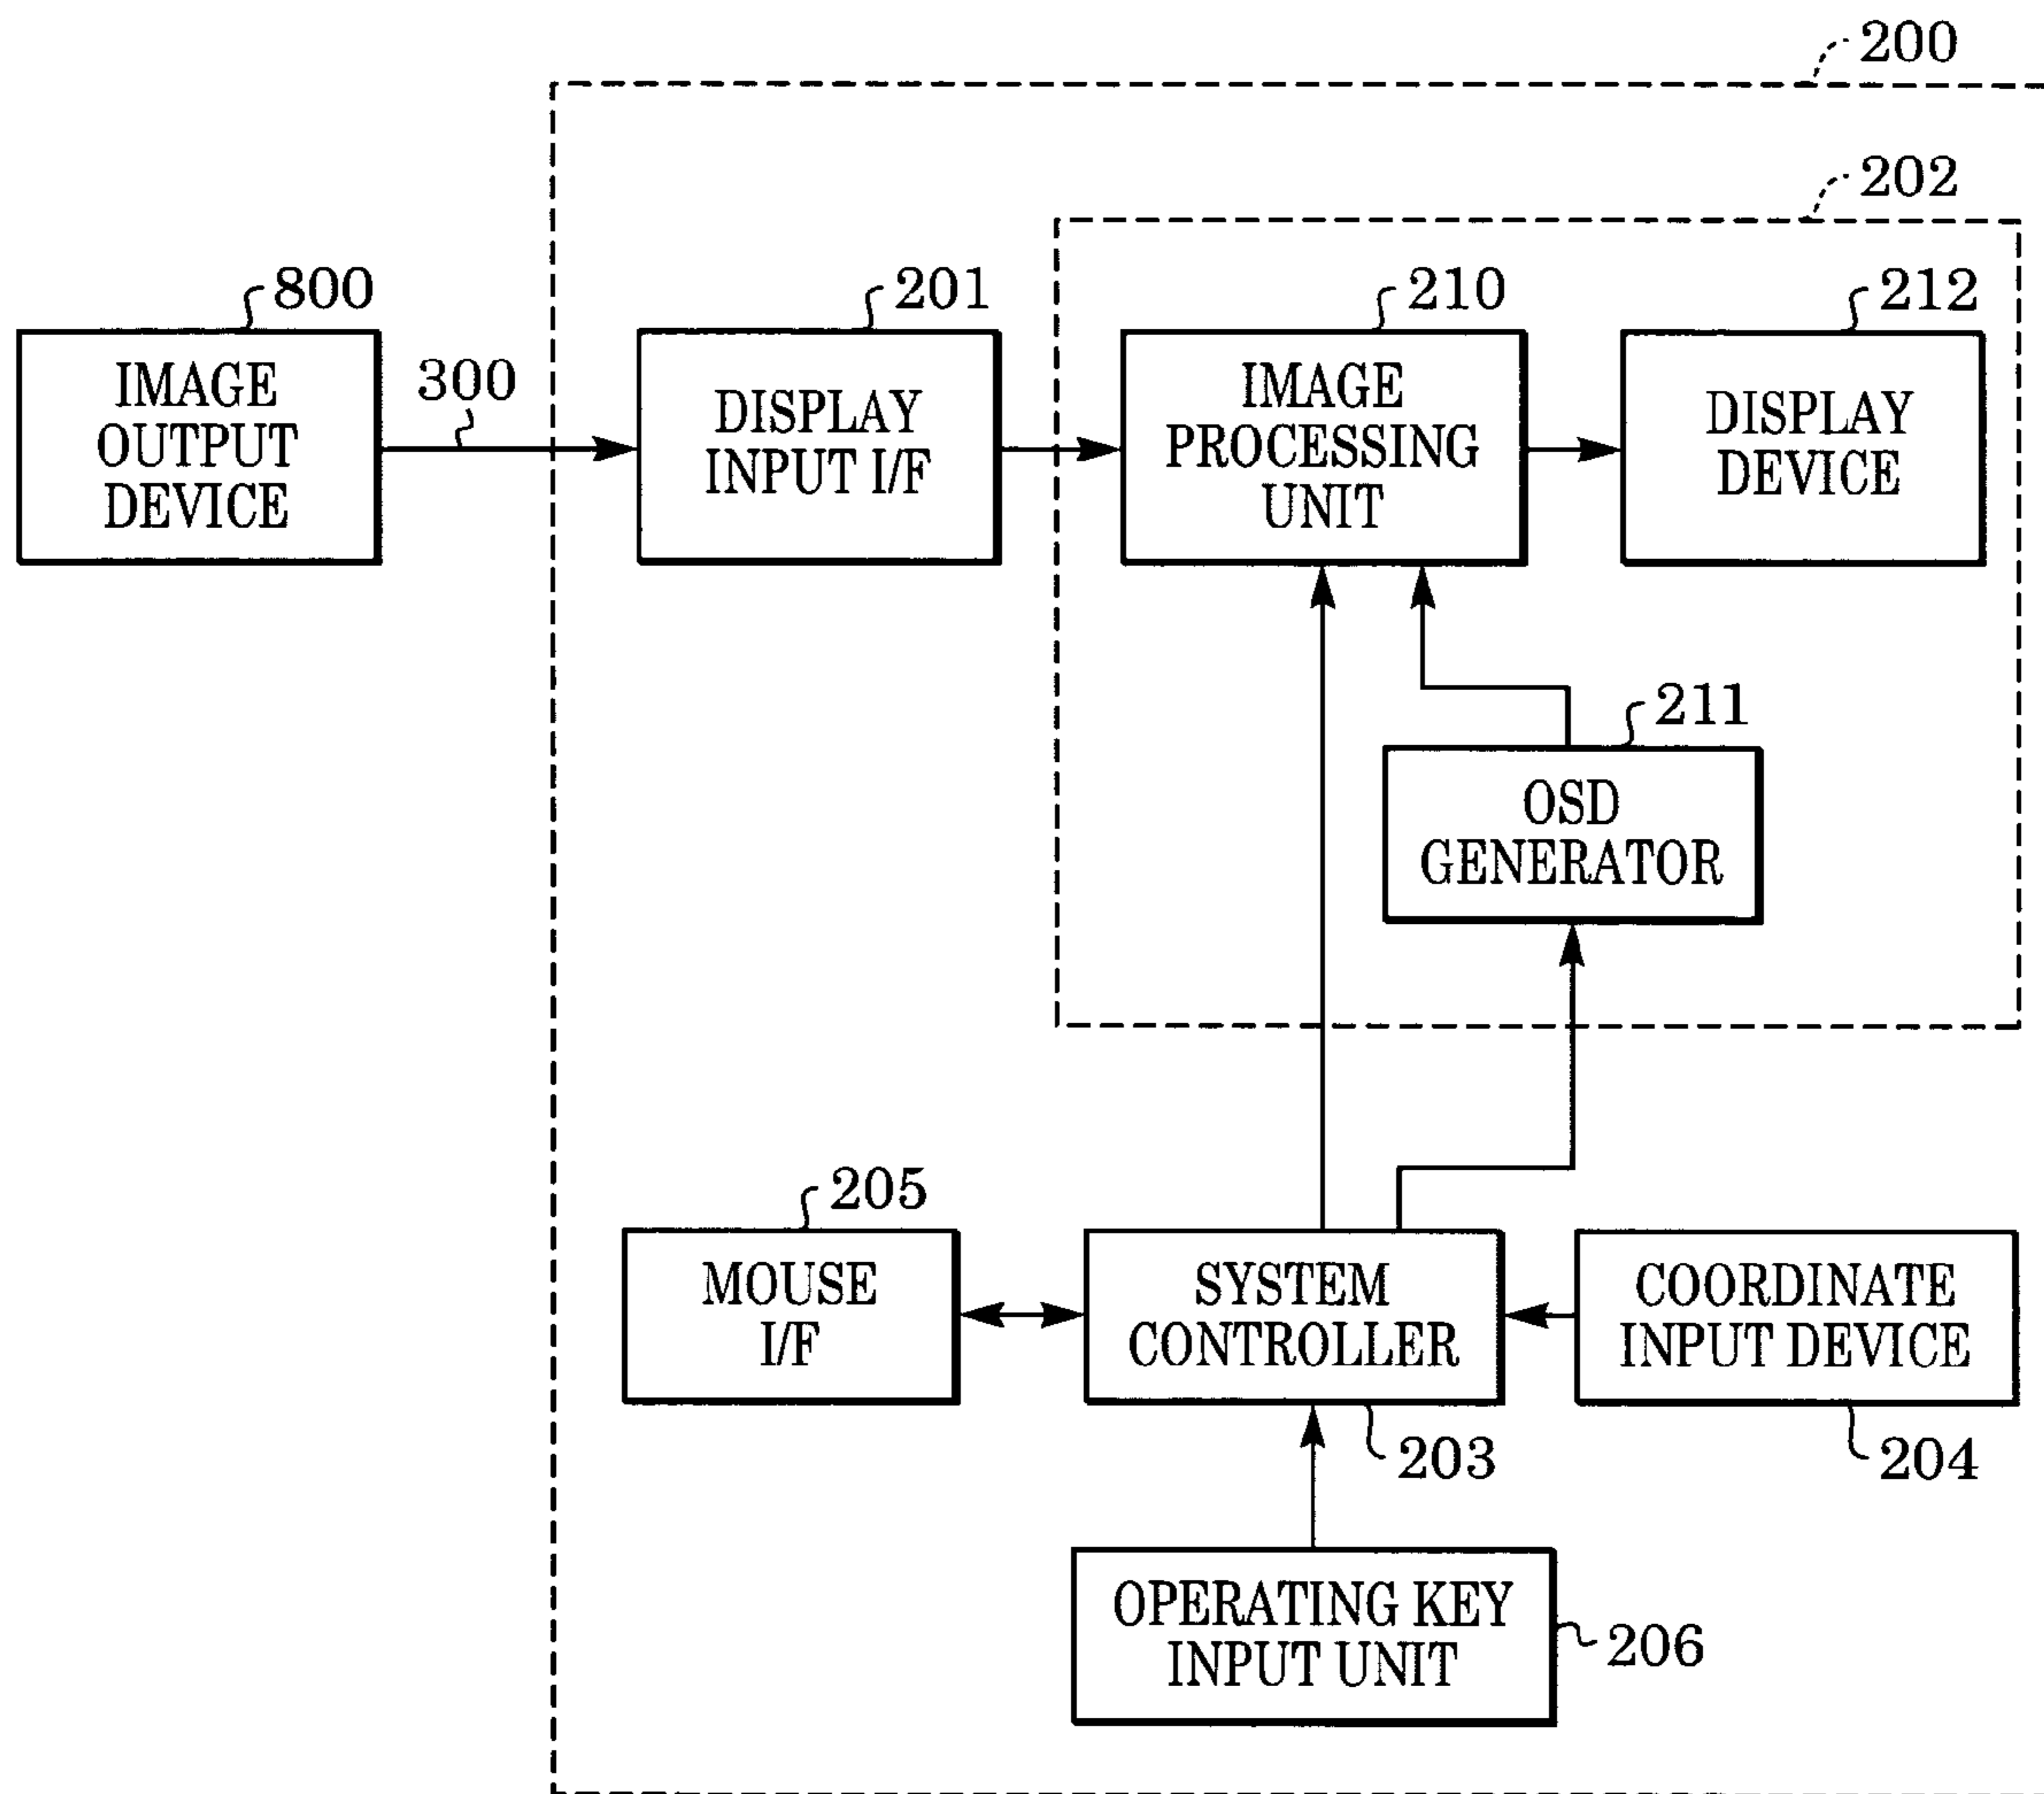 200
202
800
201
210
212
IMAGE
OUTPUT
DEVICE
300
DISPLAY
INPUT I/F
IMAGE
PROCESSING
UNIT
DISPLAY
DEVICE
211
OSD
GENERATOR
205
MOUSE
I/F
SYSTEM
CONTROLLER
COORDINATE
INPUT DEVICE
203
204
OPERATING KEY
INPUT UNIT
206